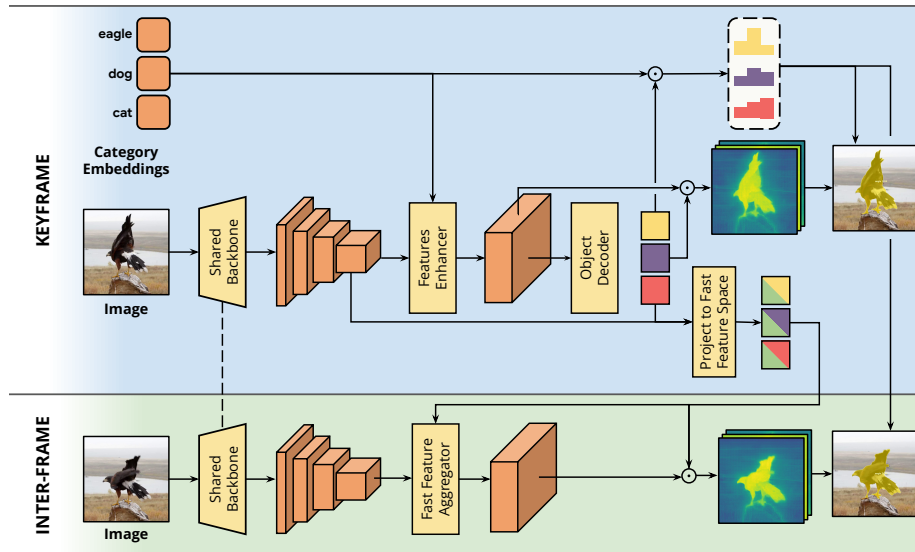 eagle
dog
cat
Category
Embeddings
KEYFRAME
Image
Shared
Backbone
Features
Enhancer
Object
Decoder
Project to Fast
Feature Space
INTER-FRAME
Image
Shared
Backbone
Fast Feature
Aggregator